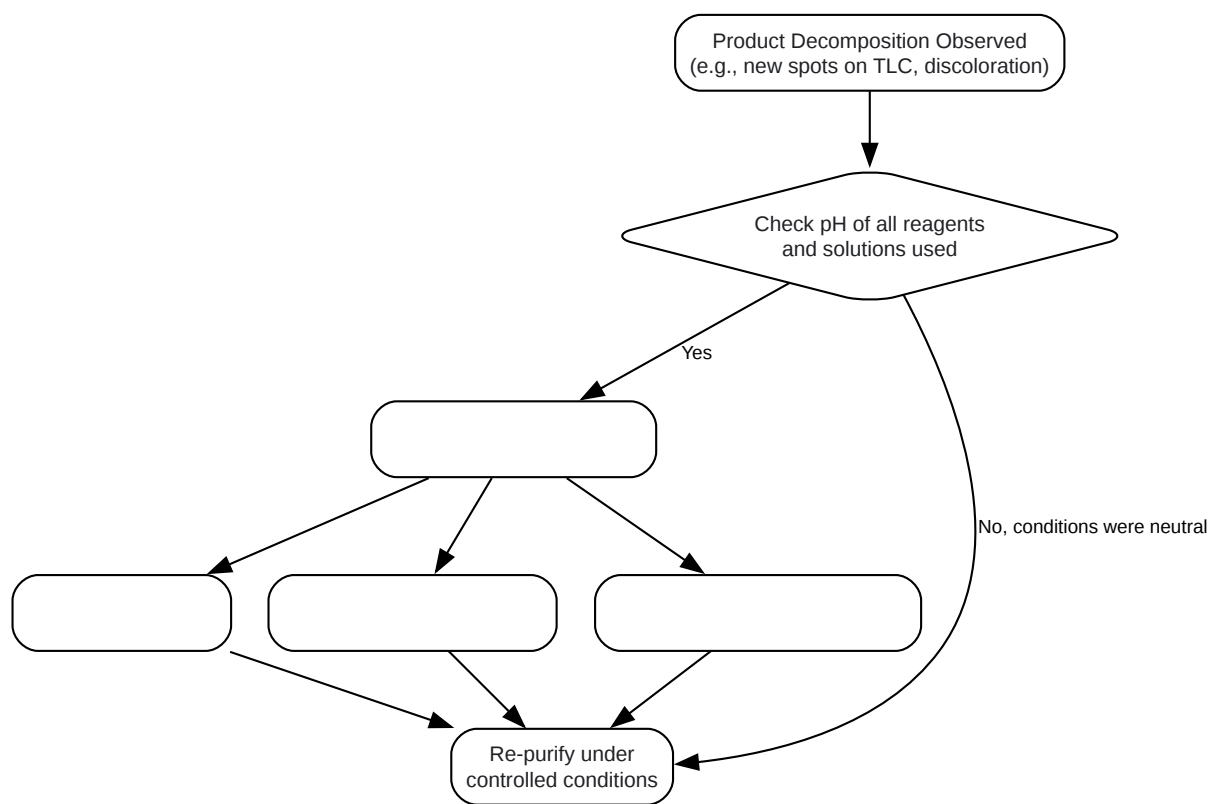 Product Decomposition Observed
(e.g., new spots on TLC, discoloration)
Check pH of all reagents
and solutions used
Yes
No, conditions were neutral
Re-purify under
controlled conditions